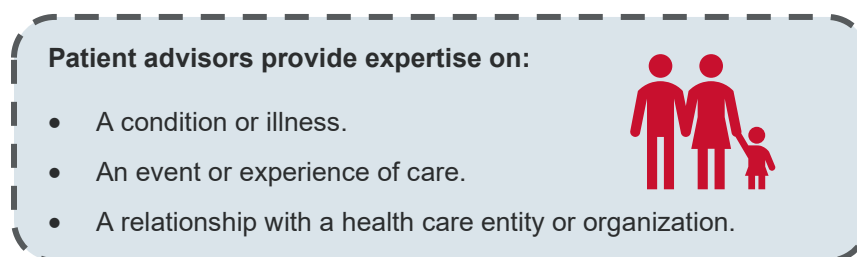 Patient advisors provide expertise on:
• A condition or illness.
• An event or experience of care.
• A relationship with a health care entity or organization.